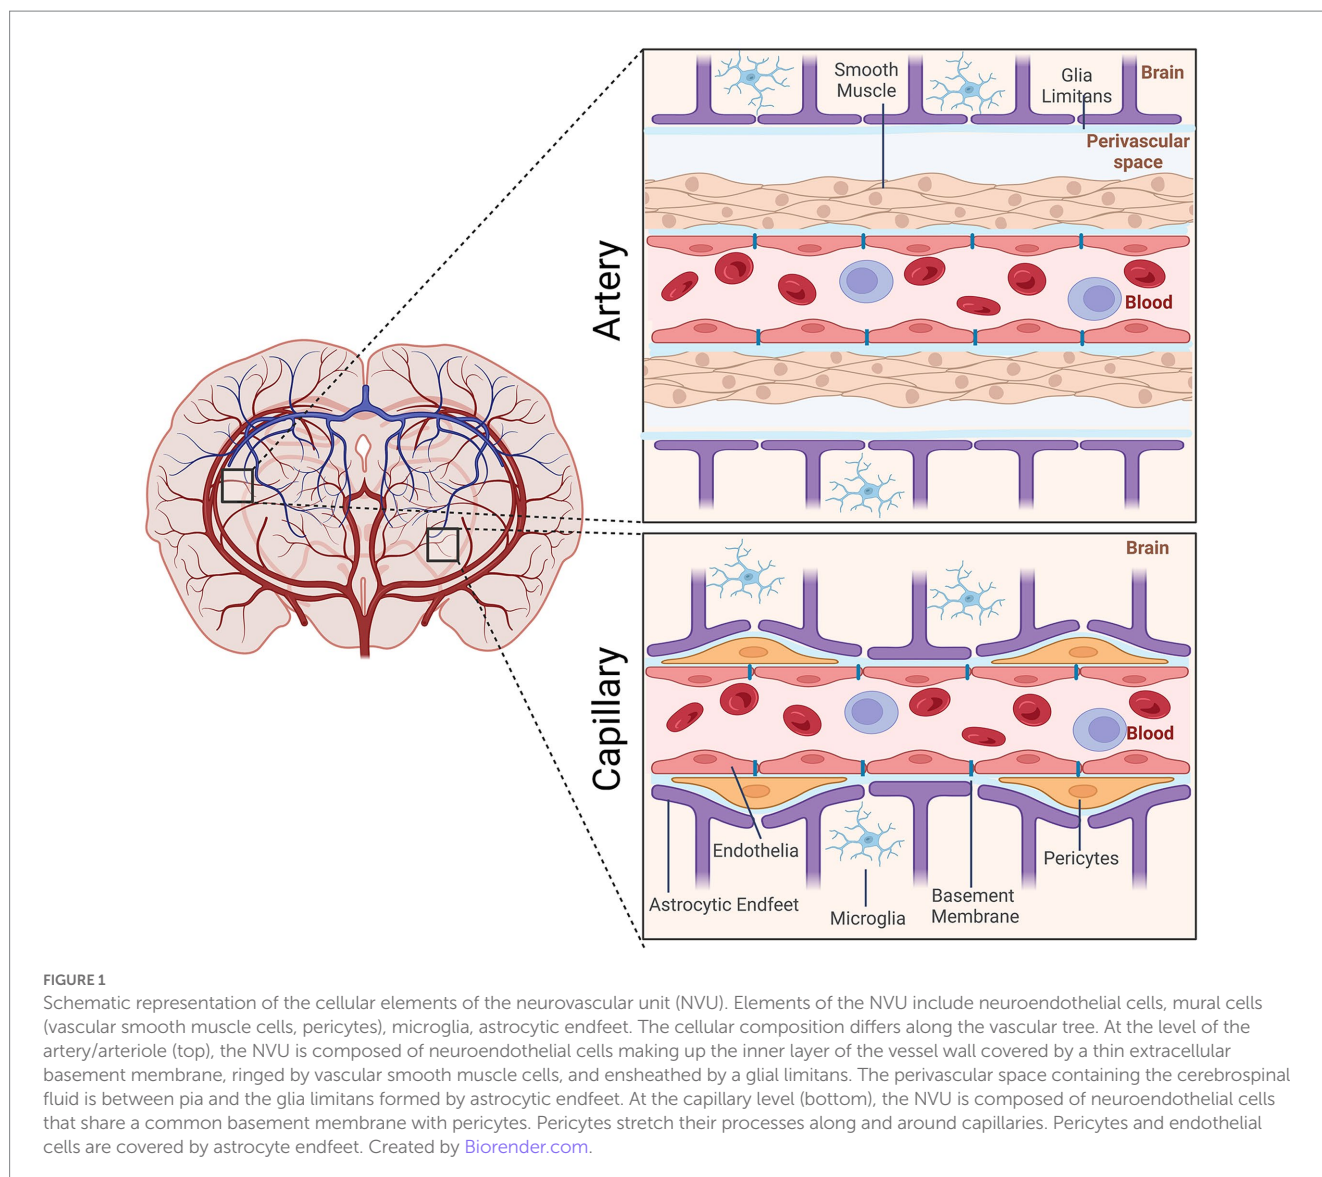 Smooth
Muscle
Glia
Limitans
Brain
Perivascular
space
Artery
Blood
Brain
Capillary
Blood
Endothelia
Pericytes
Astrocytic Endfeet
Microglia
Basement
Membrane
FIGURE 1
Schematic representation of the cellular elements of the neurovascular unit (NVU). Elements of the NVU include neuroendothelial cells, mural cells
(vascular smooth muscle cells, pericytes), microglia, astrocytic endfeet. The cellular composition differs along the vascular tree. At the level of the
artery/arteriole (top), the NVU is composed of neuroendothelial cells making up the inner layer of the vessel wall covered by a thin extracellular
basement membrane, ringed by vascular smooth muscle cells, and ensheathed by a glial limitans. The perivascular space containing the cerebrospinal
fluid is between pia and the glia limitans formed by astrocytic endfeet. At the capillary level (bottom), the NVU is composed of neuroendothelial cells
that share a common basement membrane with pericytes. Pericytes stretch their processes along and around capillaries. Pericytes and endothelial
cells are covered by astrocyte endfeet. Created by Biorender.com.